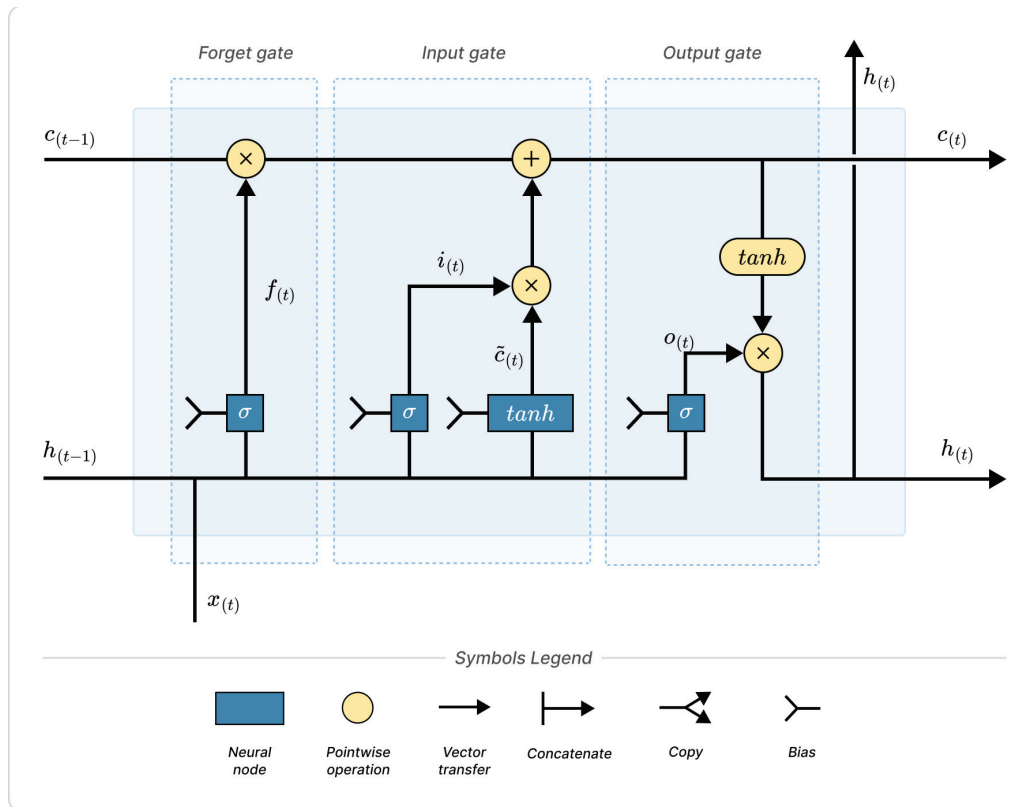 Forget gate
Input gate
Output gate
h₍ₜ₎
c₍ₜ₋₁₎
c₍ₜ₎
×
+
tanh
i₍ₜ₎
×
f₍ₜ₎
o₍ₜ₎
×
c̃₍ₜ₎
σ
σ
tanh
σ
h₍ₜ₋₁₎
h₍ₜ₎
x₍ₜ₎
Symbols Legend
Neural node
Pointwise operation
Vector transfer
Concatenate
Copy
Bias